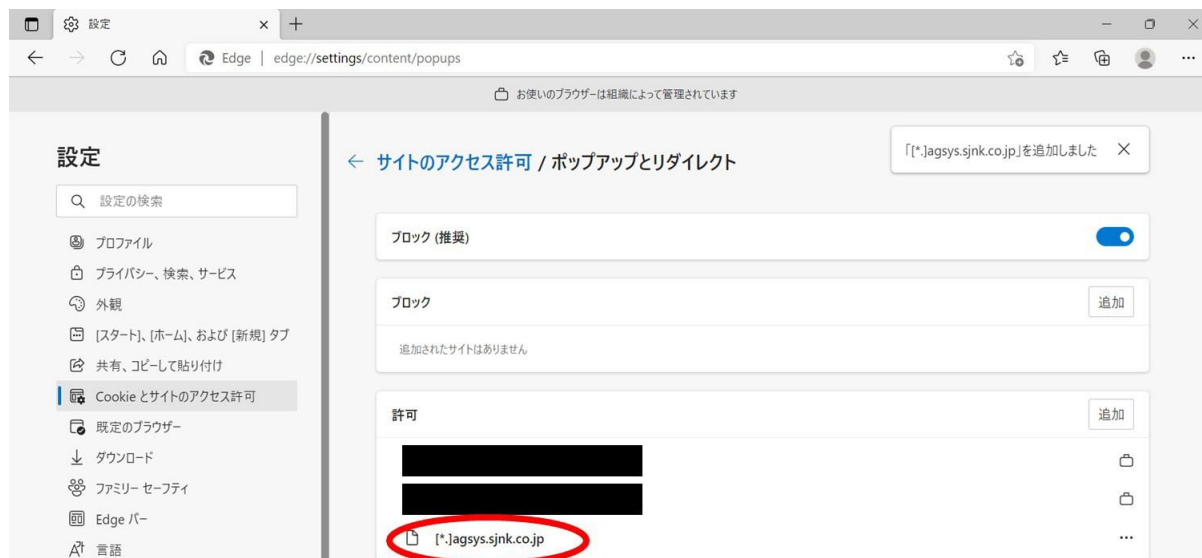 設定
Edge | edge://settings/content/popups
お使いのブラウザーは組織によって管理されています
設定
設定の検索
プロファイル
プライバシー、検索、サービス
外観
[スタート]、[ホーム]、および [新規] タブ
共有、コピーして貼り付け
Cookie とサイトのアクセス許可
既定のブラウザー
ダウンロード
ファミリー セーフティ
Edge バー
言語
サイトのアクセス許可 / ポップアップとリダイレクト
「[*.]agsys.sjnk.co.jp」を追加しました
ブロック (推奨)
ブロック
追加
追加されたサイトはありません
許可
追加
[*.]agsys.sjnk.co.jp